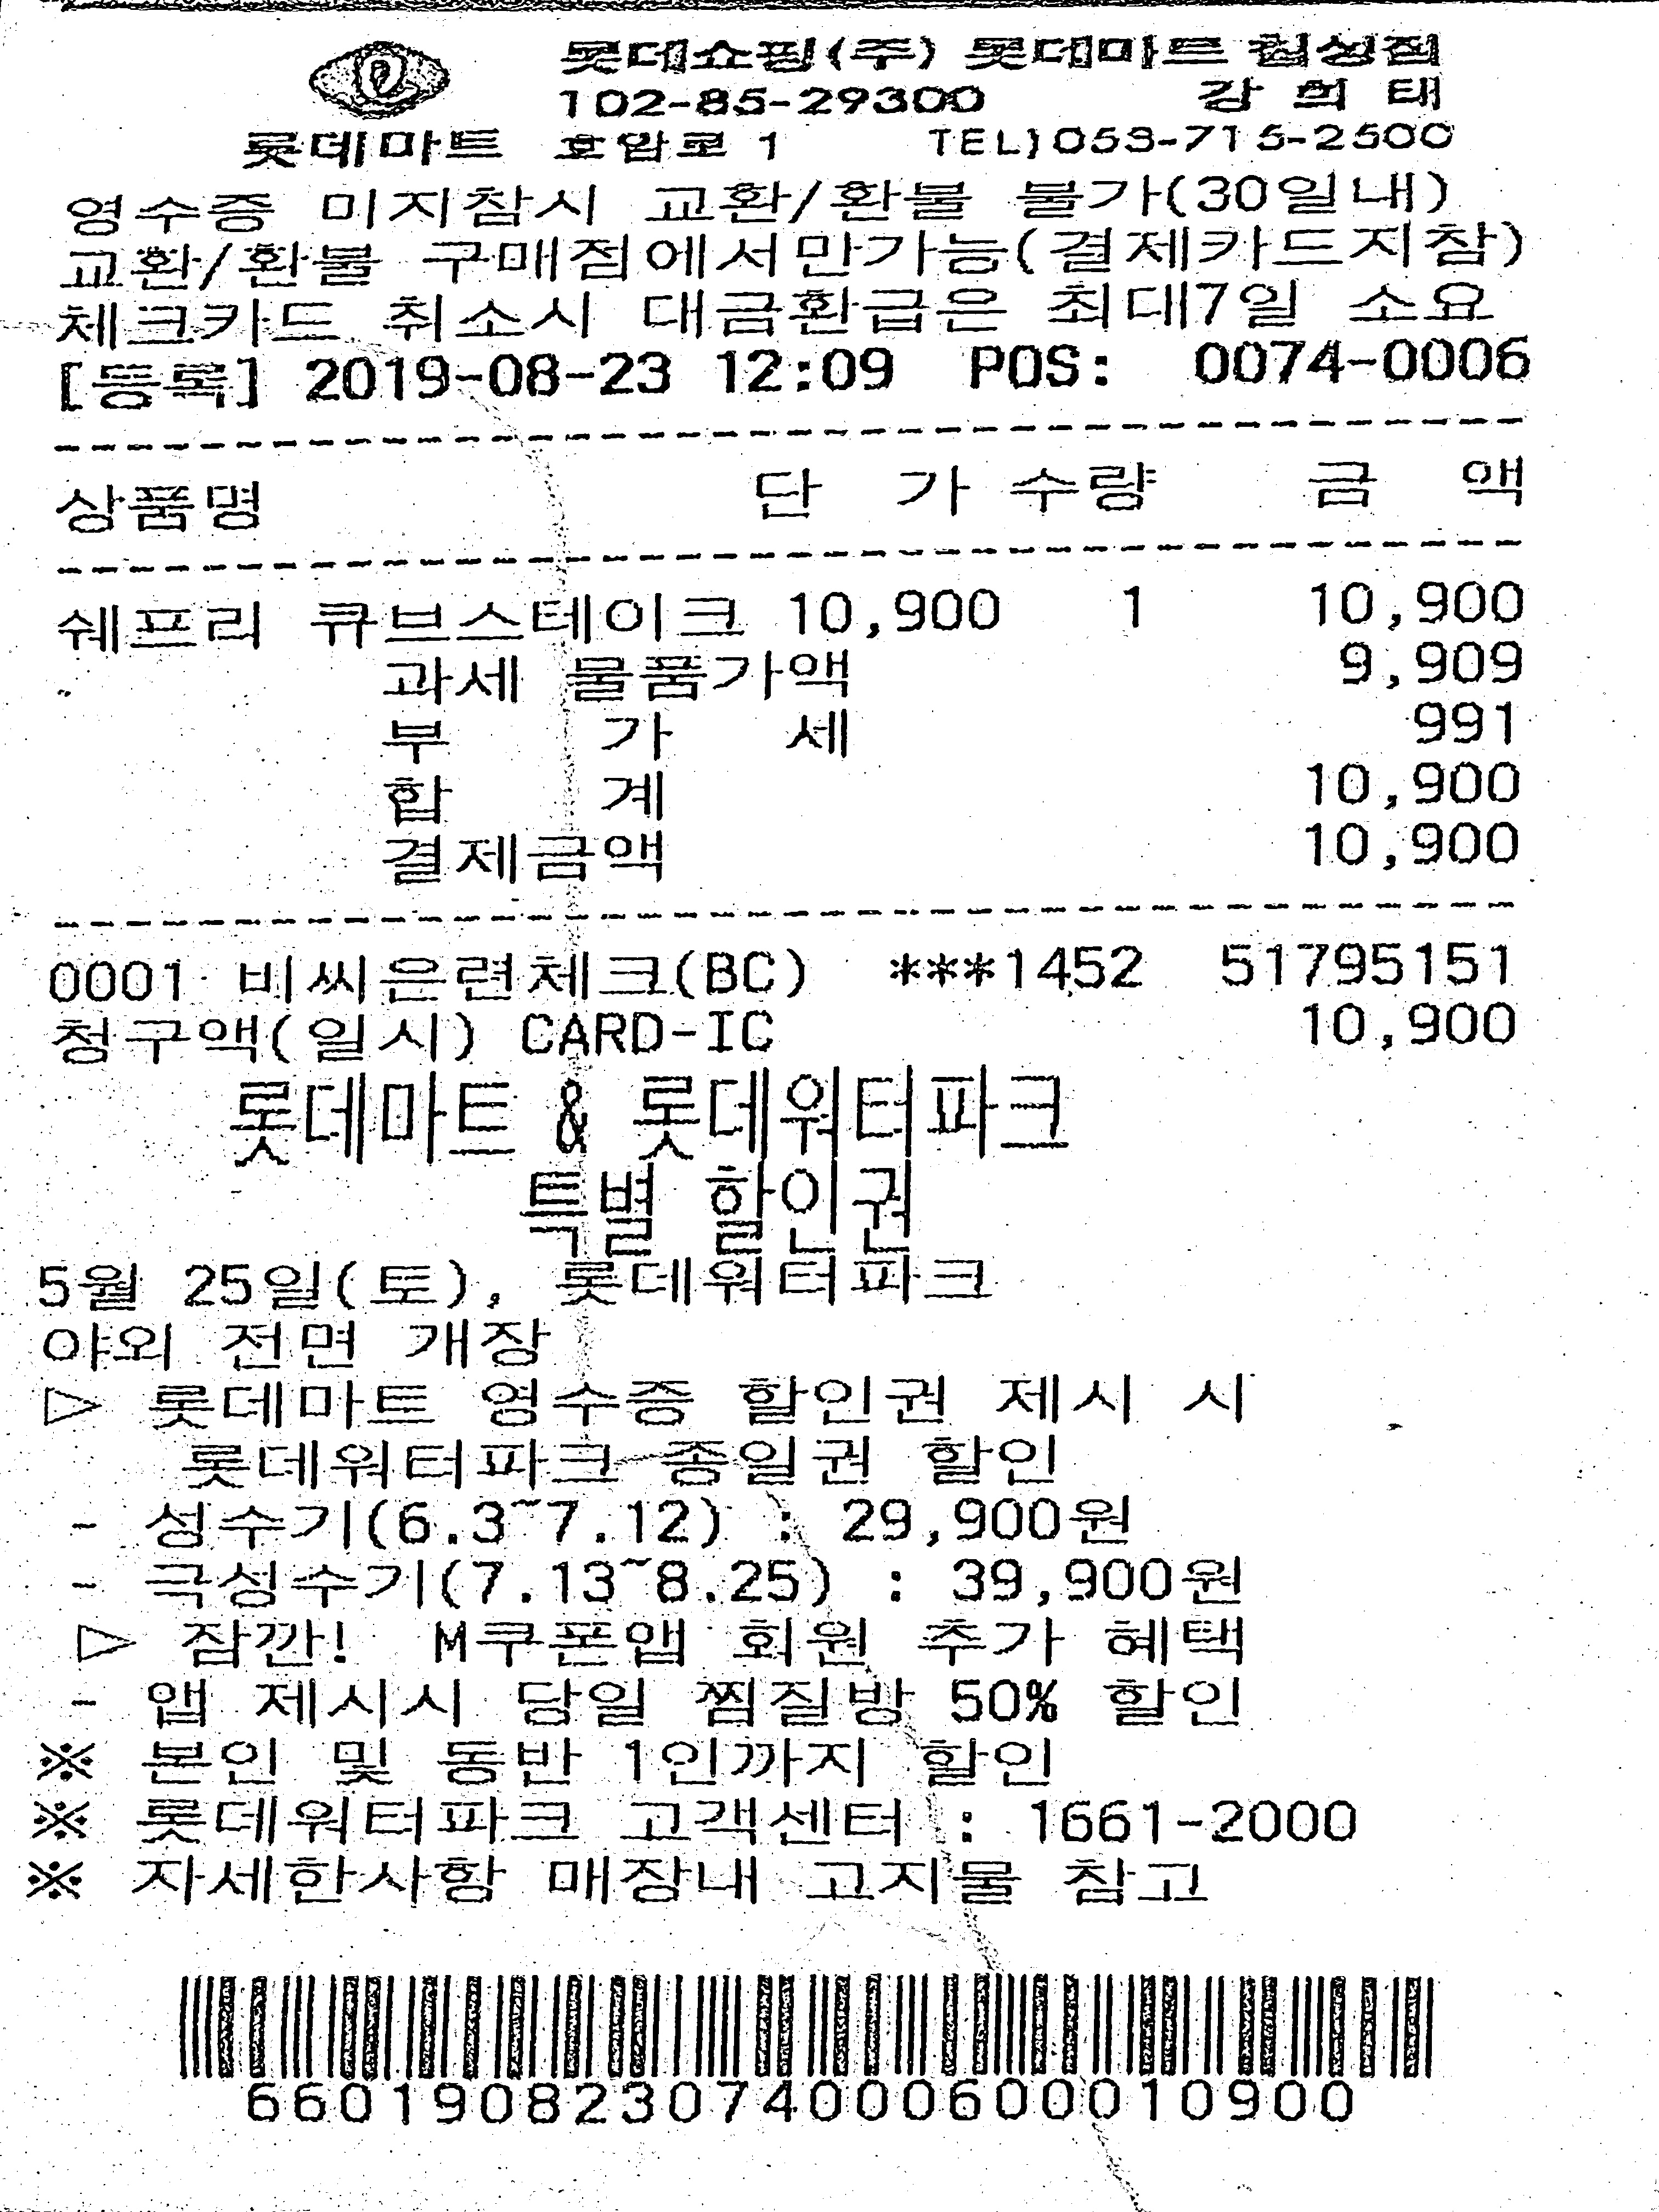 롯데쇼핑(주) 롯데마트 칠성점
102-85-29300 강 희 태
롯데마트 호암로 1 TEL)053-715-2500
영수증 미지참시 교환/환불 불가(30일내)
교환/환불 구매점에서만가능(결제카드지참)
체크카드 취소시 대금환급은 최대7일 소요
[등록] 2019-08-23 12:09 POS: 0074-0006
상품명 단 가 수량 금 액
쉐프리 큐브스테이크 10,900 1 10,900
과세 물품가액 9,909
부 가 세 991
합 계 10,900
결제금액 10,900
0001 비씨은련체크(BC) ***1452 51795151
청구액(일시) CARD-IC 10,900
롯데마트 & 롯데워터파크
특별 할인권
5월 25일(토), 롯데워터파크
야외 전면 개장
▷ 롯데마트 영수증 할인권 제시 시
롯데워터파크 종일권 할인
- 성수기(6.3~7.12) : 29,900원
- 극성수기(7.13~8.25) : 39,900원
▷ 잠깐! M쿠폰앱 회원 추가 혜택
- 앱 제시시 당일 찜질방 50% 할인
※ 본인 및 동반 1인까지 할인
※ 롯데워터파크 고객센터 : 1661-2000
※ 자세한사항 매장내 고지물 참고
660190823074000600010900